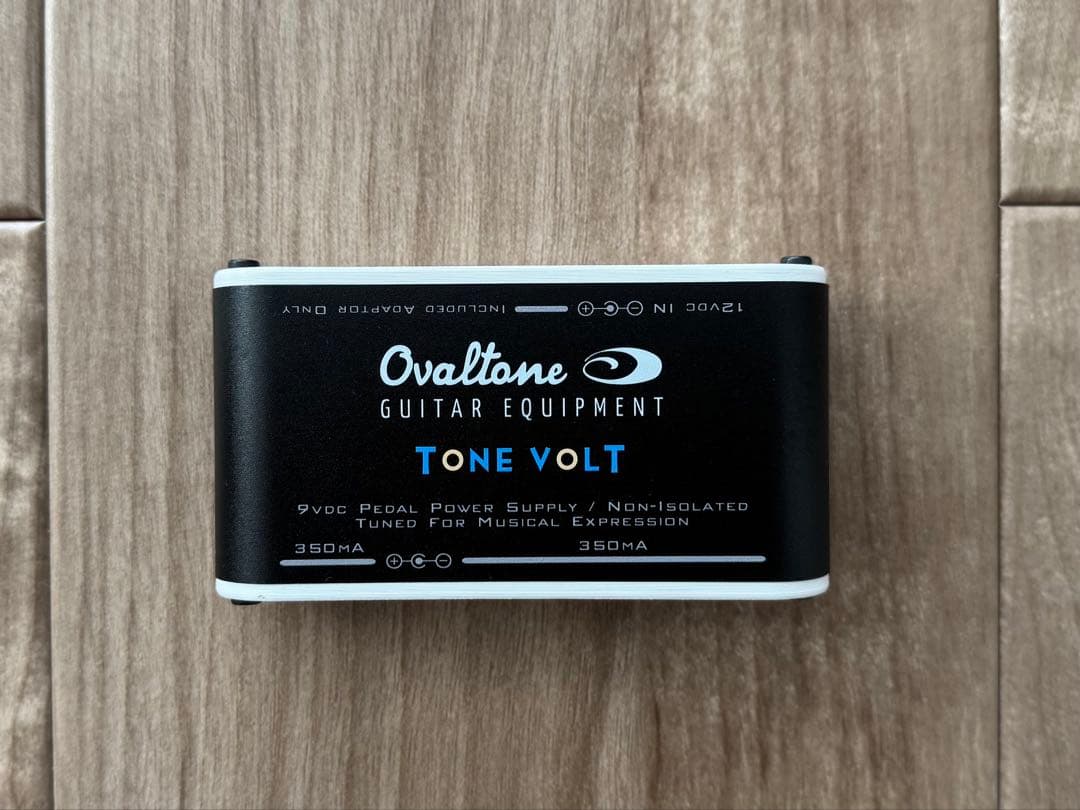 12VDC IN Included Adaptor Only
Ovaltone
GUITAR EQUIPMENT
TONE VOLT
9VDC Pedal Power Supply / Non-Isolated
Tuned For Musical Expression
350mA 350mA